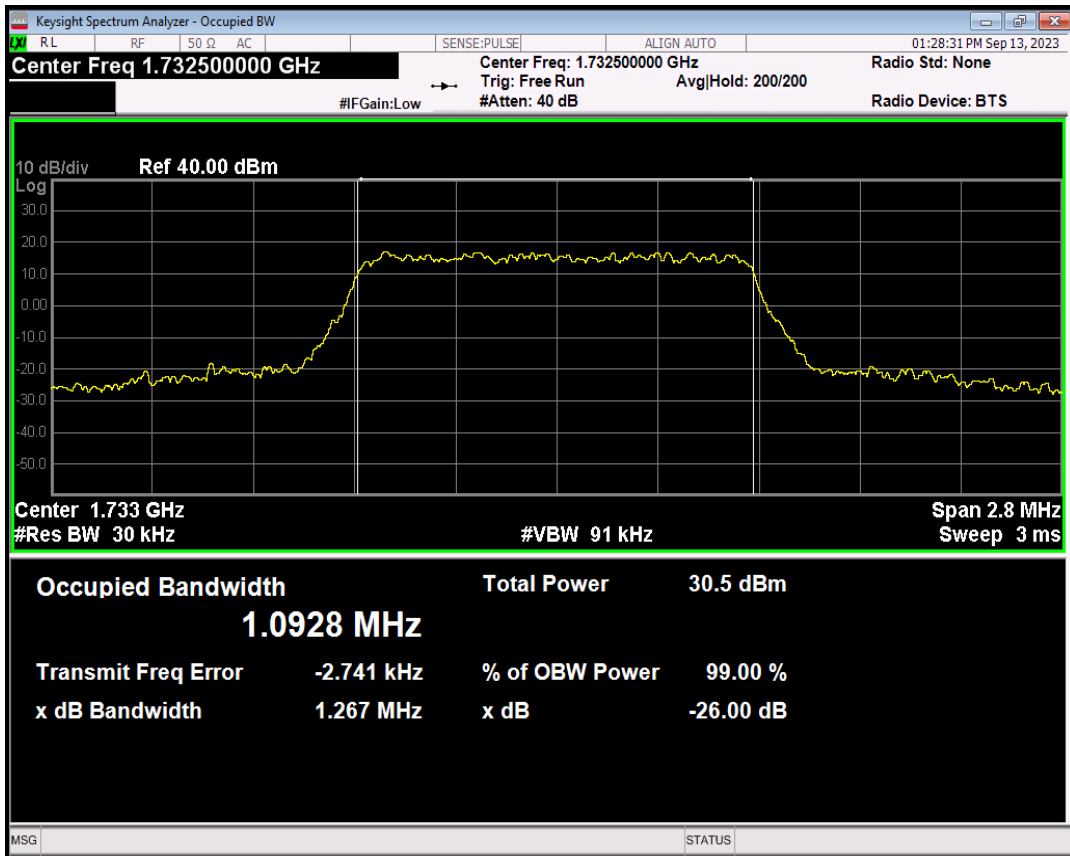 Keysight Spectrum Analyzer - Occupied BW
LXI RL RF 50 Ω AC SENSE:PULSE ALIGN AUTO 01:28:31 PM Sep 13, 2023
Center Freq 1.732500000 GHz Center Freq: 1.732500000 GHz Radio Std: None
Trig: Free Run Avg|Hold: 200/200
#IFGain:Low #Atten: 40 dB Radio Device: BTS
10 dB/div Ref 40.00 dBm
Log
30.0
20.0
10.0
0.00
-10.0
-20.0
-30.0
-40.0
-50.0
Center 1.733 GHz Span 2.8 MHz
#Res BW 30 kHz #VBW 91 kHz Sweep 3 ms
Occupied Bandwidth Total Power 30.5 dBm
1.0928 MHz
Transmit Freq Error -2.741 kHz % of OBW Power 99.00 %
x dB Bandwidth 1.267 MHz x dB -26.00 dB
MSG STATUS